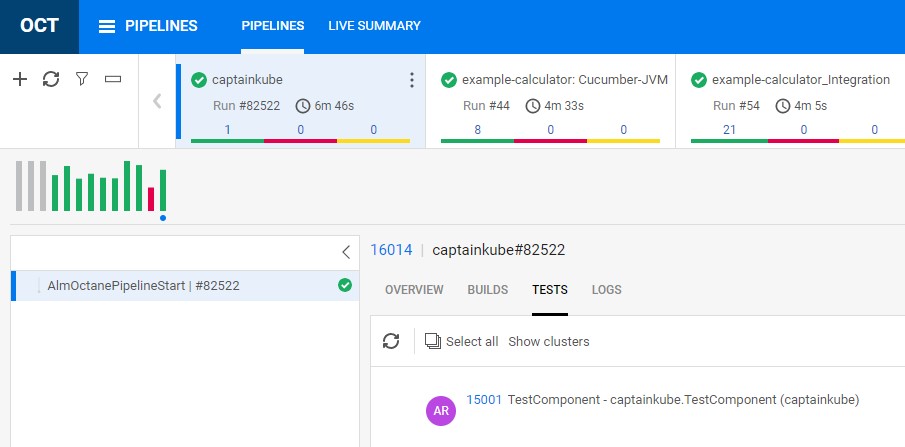 OCT PIPELINES PIPELINES LIVE SUMMARY
captainkube example-calculator: Cucumber-JVM example-calculator_Integration
Run #82522 6m 46s Run #44 4m 33s Run #54 4m 5s
1 0 0 8 0 0 21 0 0
16014 | captainkube#82522
AlmOctanePipelineStart | #82522
OVERVIEW BUILDS TESTS LOGS
Select all Show clusters
AR 15001 TestComponent - captainkube.TestComponent (captainkube)